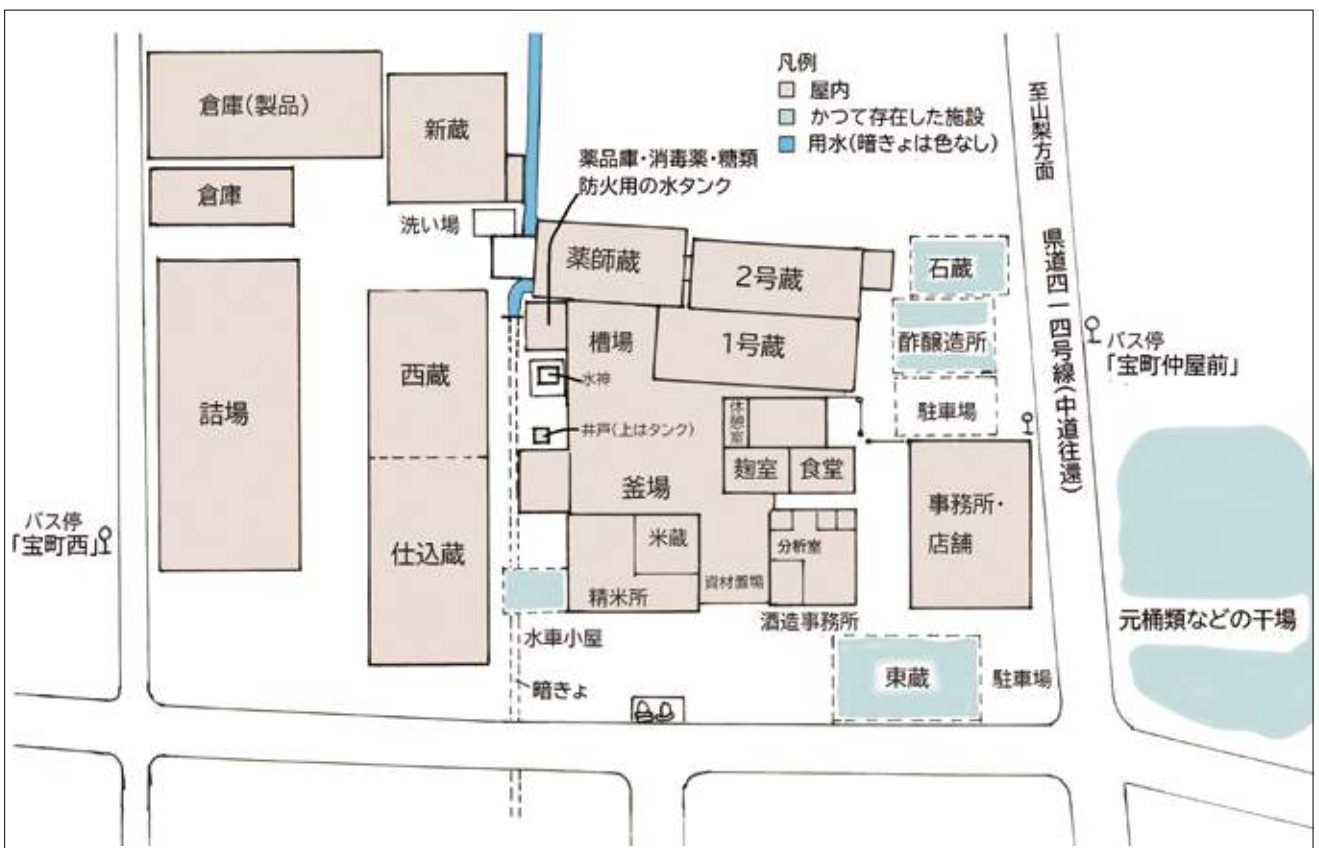 凡例
屋内
かつて存在した施設
用水(暗きょは色なし)
倉庫(製品)
新蔵
倉庫
洗い場
薬品庫・消毒薬・糖類
防火用の水タンク
至山梨方面 県道四一四号線(中道往還)
薬師蔵
2号蔵
石蔵
槽場
1号蔵
酢醸造所
バス停
「宝町仲屋前」
水神
西蔵
詰場
休憩室
駐車場
井戸(上はタンク)
麹室
食堂
釜場
事務所・
店舗
バス停
「宝町西」
仕込蔵
米蔵
分析室
資材置場
精米所
酒造事務所
元桶類などの干場
水車小屋
東蔵
駐車場
暗きょ